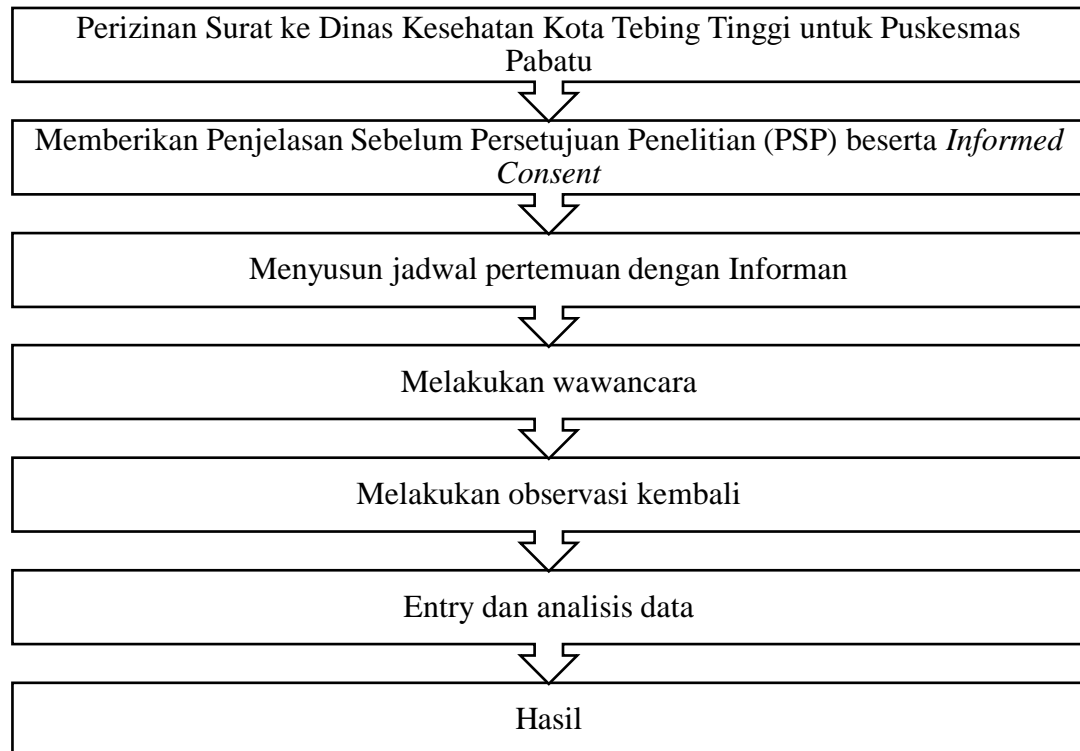 Perizinan Surat ke Dinas Kesehatan Kota Tebing Tinggi untuk Puskesmas
Pabatu
Memberikan Penjelasan Sebelum Persetujuan Penelitian (PSP) beserta Informed
Consent
Menyusun jadwal pertemuan dengan Informan
Melakukan wawancara
Melakukan observasi kembali
Entry dan analisis data
Hasil